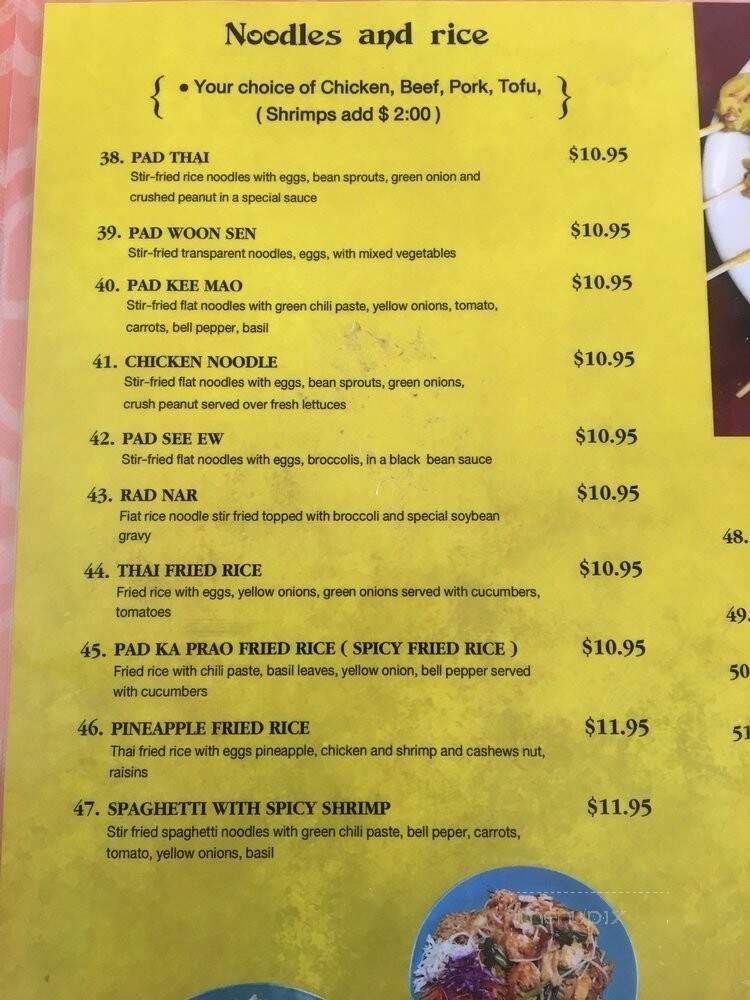 Noodles and rice
{ • Your choice of Chicken, Beef, Pork, Tofu, }
( Shrimps add $ 2:00 )
38. PAD THAI $10.95
Stir-fried rice noodles with eggs, bean sprouts, green onion and
crushed peanut in a special sauce
39. PAD WOON SEN $10.95
Stir-fried transparent noodles, eggs, with mixed vegetables
40. PAD KEE MAO $10.95
Stir-fried flat noodles with green chili paste, yellow onions, tomato,
carrots, bell pepper, basil
41. CHICKEN NOODLE $10.95
Stir-fried flat noodles with eggs, bean sprouts, green onions,
crush peanut served over fresh lettuces
42. PAD SEE EW $10.95
Stir-fried flat noodles with eggs, broccolis, in a black bean sauce
43. RAD NAR $10.95
Flat rice noodle stir fried topped with broccoli and special soybean
gravy
48.
44. THAI FRIED RICE $10.95
Fried rice with eggs, yellow onions, green onions served with cucumbers,
tomatoes
49.
45. PAD KA PRAO FRIED RICE ( SPICY FRIED RICE ) $10.95
Fried rice with chili paste, basil leaves, yellow onion, bell pepper served
with cucumbers
50
46. PINEAPPLE FRIED RICE $11.95
Thai fried rice with eggs pineapple, chicken and shrimp and cashews nut,
raisins
51
47. SPAGHETTI WITH SPICY SHRIMP $11.95
Stir fried spaghetti noodles with green chili paste, bell peper, carrots,
tomato, yellow onions, basil
menupix